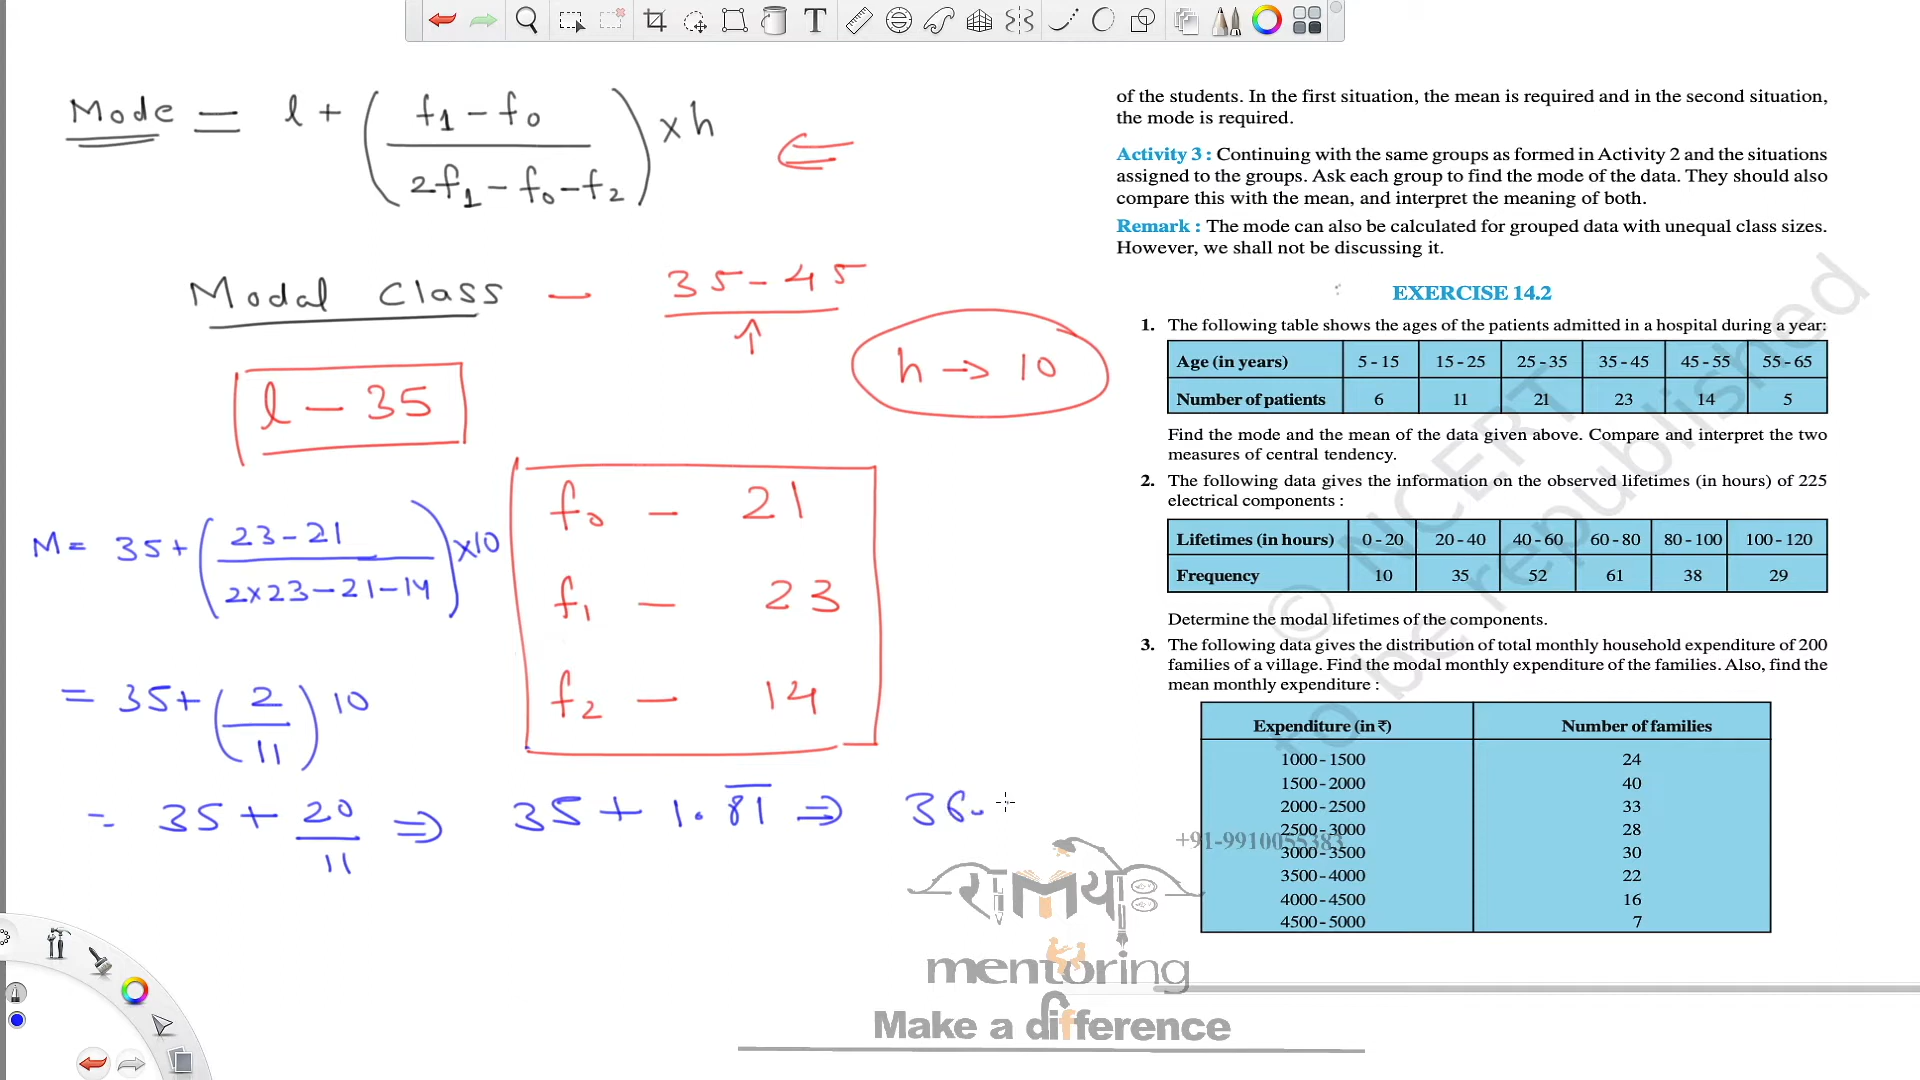 Mode = l + ( f₁ - f₀ / 2f₁ - f₀ - f₂ ) × h ⇐
Modal Class — 35 - 45
↑
h → 10
l — 35
f₀ — 21
f₁ — 23
f₂ — 14
M = 35 + ( 23 - 21 / 2×23 - 21 - 14 ) ×10
= 35 + ( 2 / 11 ) 10
= 35 + 20 / 11 ⇒ 35 + 1.8̅1̅ ⇒ 36.
of the students. In the first situation, the mean is required and in the second situation,
the mode is required.
Activity 3 : Continuing with the same groups as formed in Activity 2 and the situations
assigned to the groups. Ask each group to find the mode of the data. They should also
compare this with the mean, and interpret the meaning of both.
Remark : The mode can also be calculated for grouped data with unequal class sizes.
However, we shall not be discussing it.
EXERCISE 14.2
1. The following table shows the ages of the patients admitted in a hospital during a year:
Age (in years) 5 - 15 15 - 25 25 - 35 35 - 45 45 - 55 55 - 65
Number of patients 6 11 21 23 14 5
Find the mode and the mean of the data given above. Compare and interpret the two
measures of central tendency.
2. The following data gives the information on the observed lifetimes (in hours) of 225
electrical components :
Lifetimes (in hours) 0 - 20 20 - 40 40 - 60 60 - 80 80 - 100 100 - 120
Frequency 10 35 52 61 38 29
Determine the modal lifetimes of the components.
3. The following data gives the distribution of total monthly household expenditure of 200
families of a village. Find the modal monthly expenditure of the families. Also, find the
mean monthly expenditure :
Expenditure (in ₹) Number of families
1000 - 1500 24
1500 - 2000 40
2000 - 2500 33
2500 - 3000 28
3000 - 3500 30
3500 - 4000 22
4000 - 4500 16
4500 - 5000 7
© NCERT
to be republished
+91-9910055383
mentoring
Make a difference